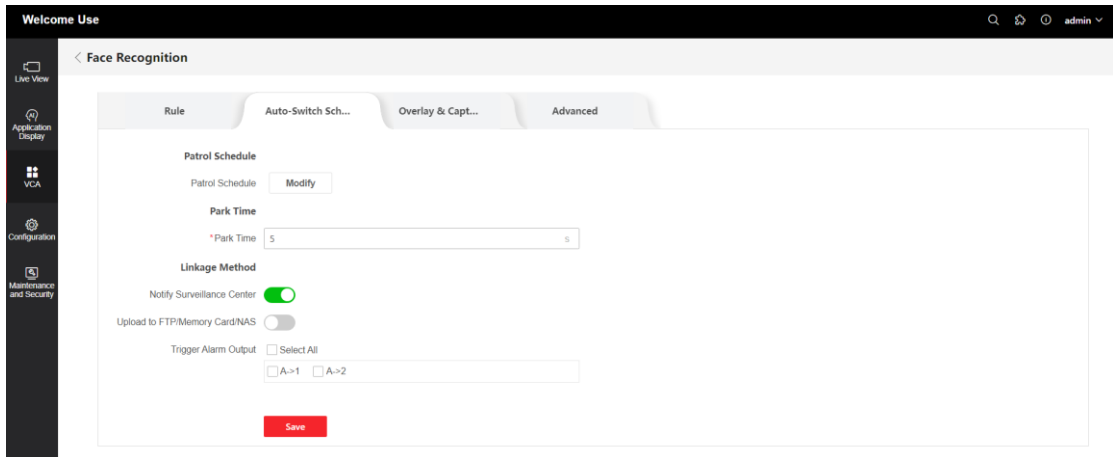 Welcome Use
admin
Face Recognition
Live View
Application
Display
VCA
Configuration
Maintenance
and Security
Rule
Auto-Switch Sch...
Overlay & Capt...
Advanced
Patrol Schedule
Patrol Schedule Modify
Park Time
*Park Time 5 s
Linkage Method
Notify Surveillance Center
Upload to FTP/Memory Card/NAS
Trigger Alarm Output Select All
A->1 A->2
Save